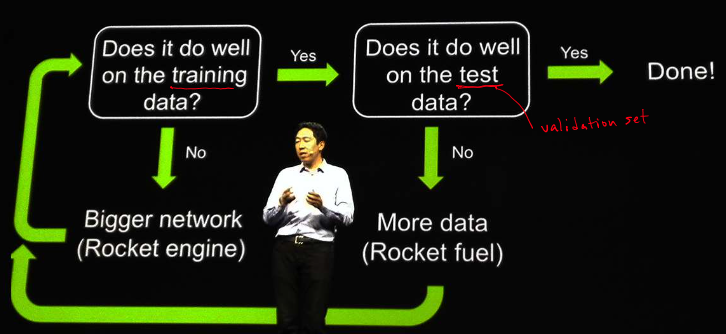 Does it do well
on the training
data?
Yes
Does it do well
on the test
data?
Yes
Done!
validation set
No
No
Bigger network
(Rocket engine)
More data
(Rocket fuel)